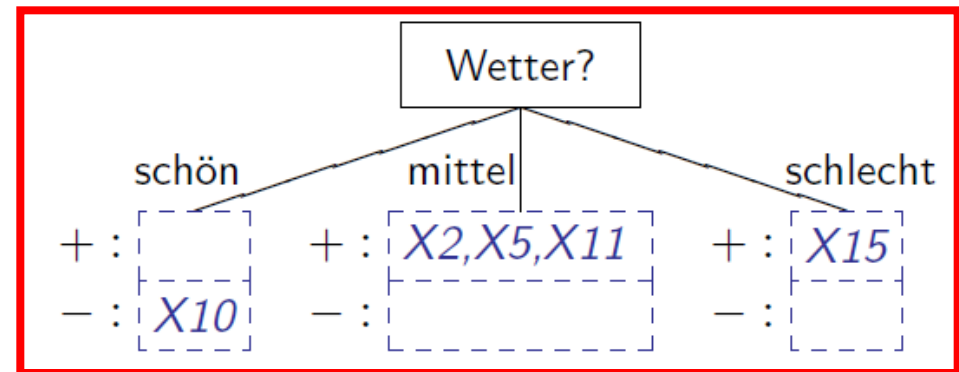 Wetter?
schön mittel schlecht
+ : + : X2,X5,X11 + : X15
− : X10 − : − :